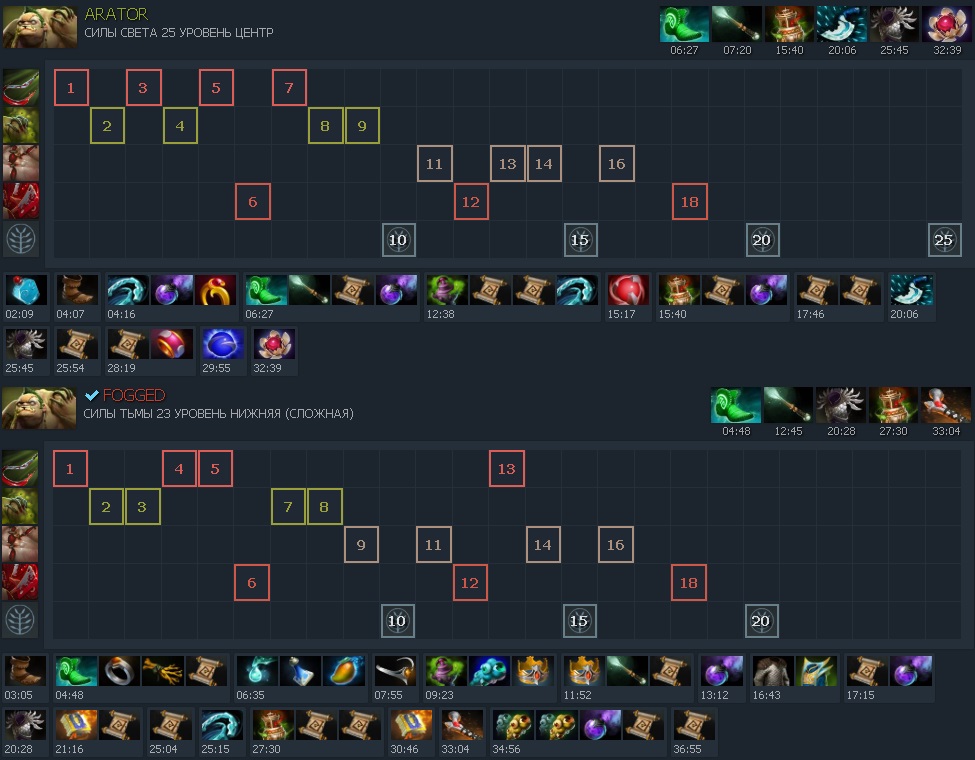 ARATOR
СИЛЫ СВЕТА 25 УРОВЕНЬ ЦЕНТР
06:27 07:20 15:40 20:06 25:45 32:39
1 3 5 7
2 4 8 9
11 13 14 16
6 12 18
10 15 20 25
02:09 04:07 04:16 06:27 12:38 15:17 15:40 17:46 20:06
25:45 25:54 28:19 29:55 32:39
FOGGED
СИЛЫ ТЬМЫ 23 УРОВЕНЬ НИЖНЯЯ (СЛОЖНАЯ)
04:48 12:45 20:28 27:30 33:04
1 4 5 13
2 3 7 8
9 11 14 16
6 12 18
10 15 20
03:05 04:48 06:35 07:55 09:23 11:52 13:12 16:43 17:15
20:28 21:16 25:04 25:15 27:30 30:46 33:04 34:56 36:55